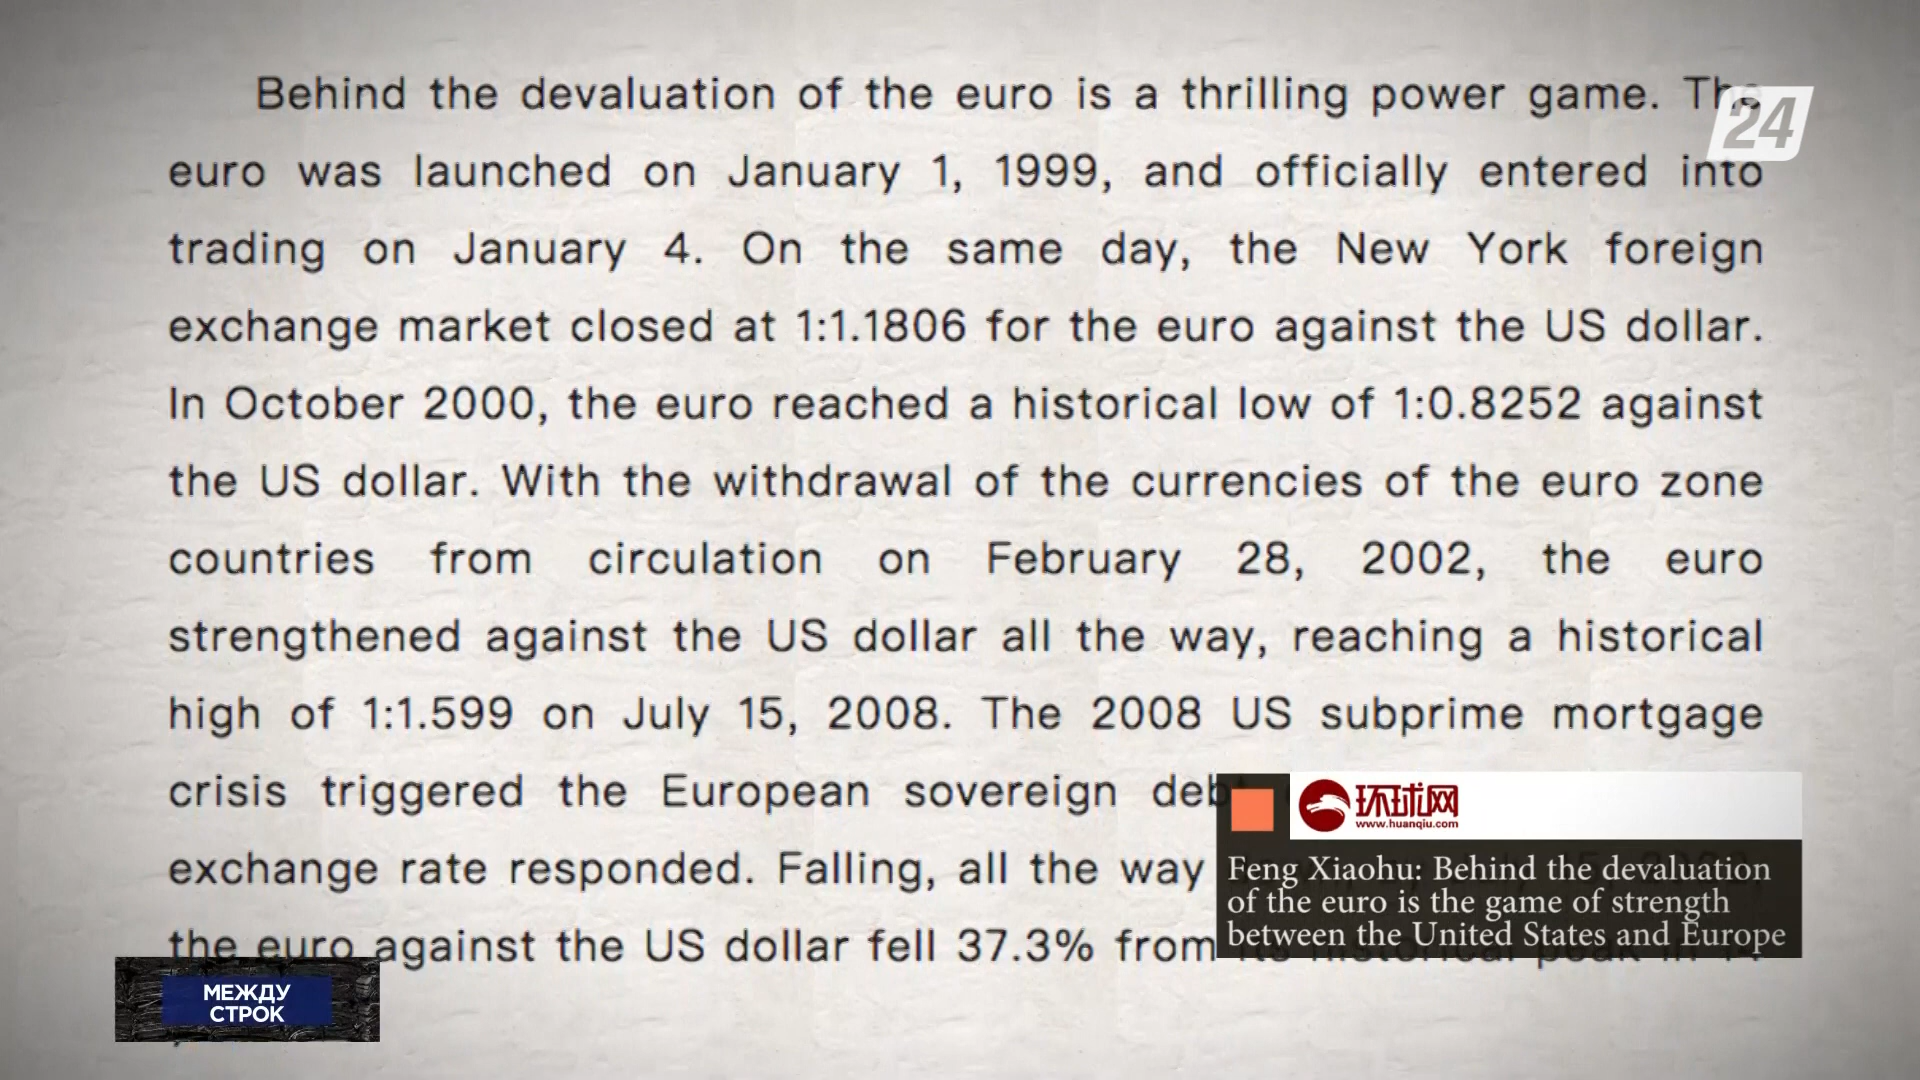 Behind the devaluation of the euro is a thrilling power game. The
24
euro was launched on January 1, 1999, and officially entered into
trading on January 4. On the same day, the New York foreign
exchange market closed at 1:1.1806 for the euro against the US dollar.
In October 2000, the euro reached a historical low of 1:0.8252 against
the US dollar. With the withdrawal of the currencies of the euro zone
countries from circulation on February 28, 2002, the euro
strengthened against the US dollar all the way, reaching a historical
high of 1:1.599 on July 15, 2008. The 2008 US subprime mortgage
crisis triggered the European sovereign debt
exchange rate responded. Falling, all the way
the euro against the US dollar fell 37.3% from its historical peak in 14
环球网
www.huanqiu.com
Feng Xiaohu: Behind the devaluation
of the euro is the game of strength
between the United States and Europe
МЕЖДУ
СТРОК